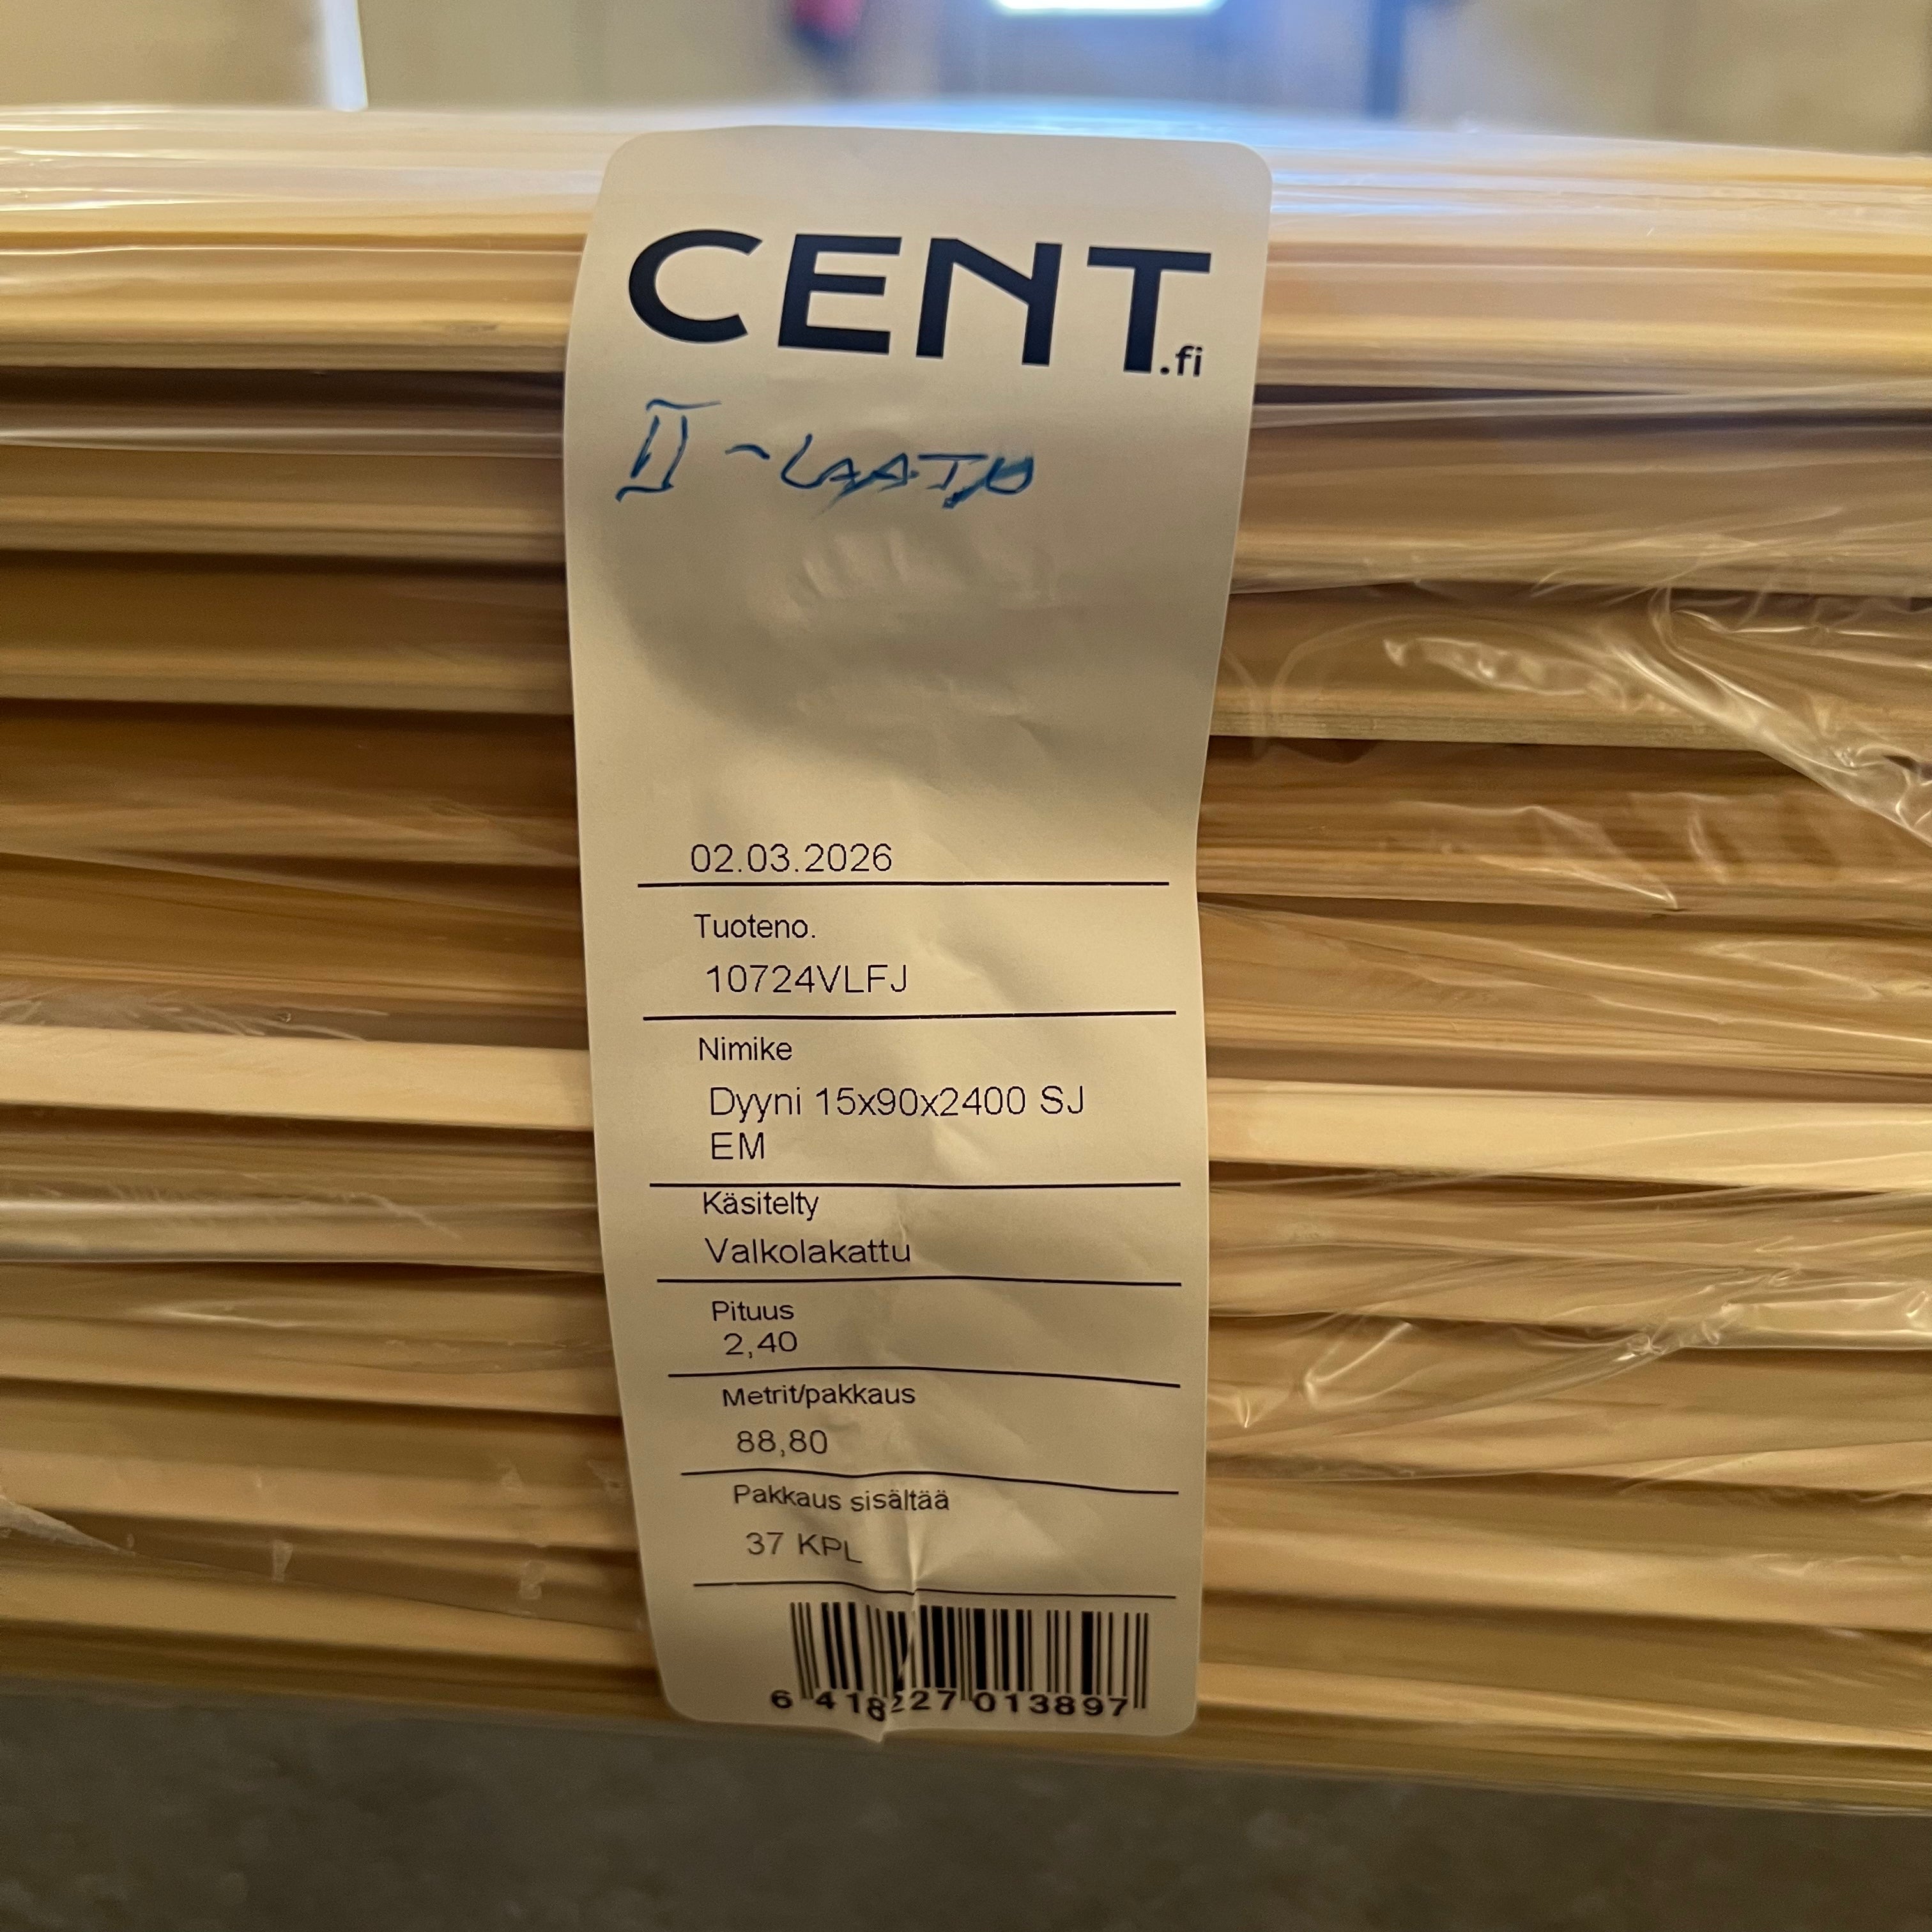 CENT.fi
II-LAATU
02.03.2026
Tuoteno.
10724VLFJ
Nimike
Dyyni 15x90x2400 SJ
EM
Käsitelty
Valkolakattu
Pituus
2,40
Metrit/pakkaus
88,80
Pakkaus sisältää
37 KPL
6 418227 013897